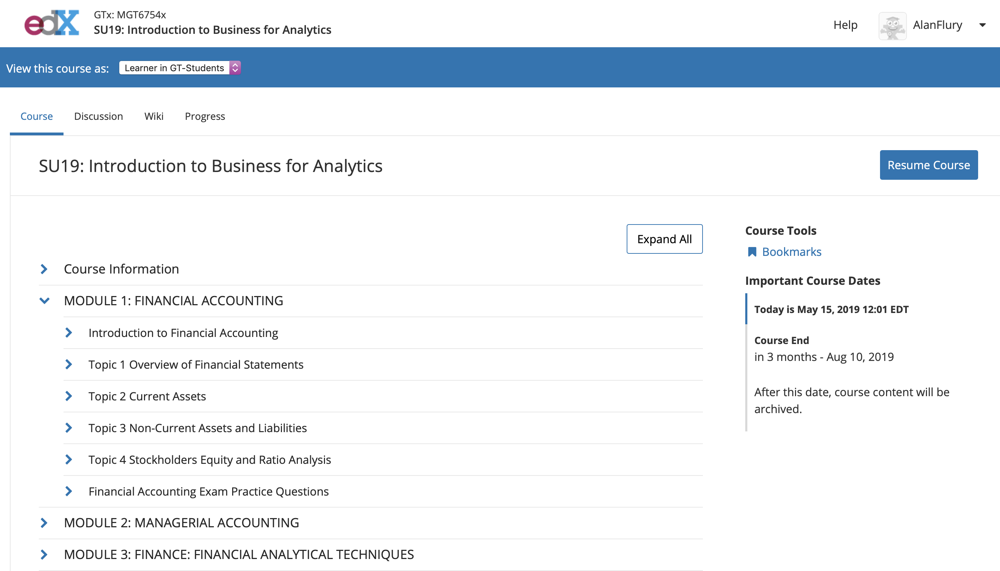 edX
GTx: MGT6754x
SU19: Introduction to Business for Analytics
Help
AlanFlury
View this course as:
Learner in GT-Students
Course
Discussion
Wiki
Progress
SU19: Introduction to Business for Analytics
Resume Course
Expand All
Course Information
MODULE 1: FINANCIAL ACCOUNTING
Introduction to Financial Accounting
Topic 1 Overview of Financial Statements
Topic 2 Current Assets
Topic 3 Non-Current Assets and Liabilities
Topic 4 Stockholders Equity and Ratio Analysis
Financial Accounting Exam Practice Questions
MODULE 2: MANAGERIAL ACCOUNTING
MODULE 3: FINANCE: FINANCIAL ANALYTICAL TECHNIQUES
Course Tools
Bookmarks
Important Course Dates
Today is May 15, 2019 12:01 EDT
Course End
in 3 months - Aug 10, 2019
After this date, course content will be
archived.